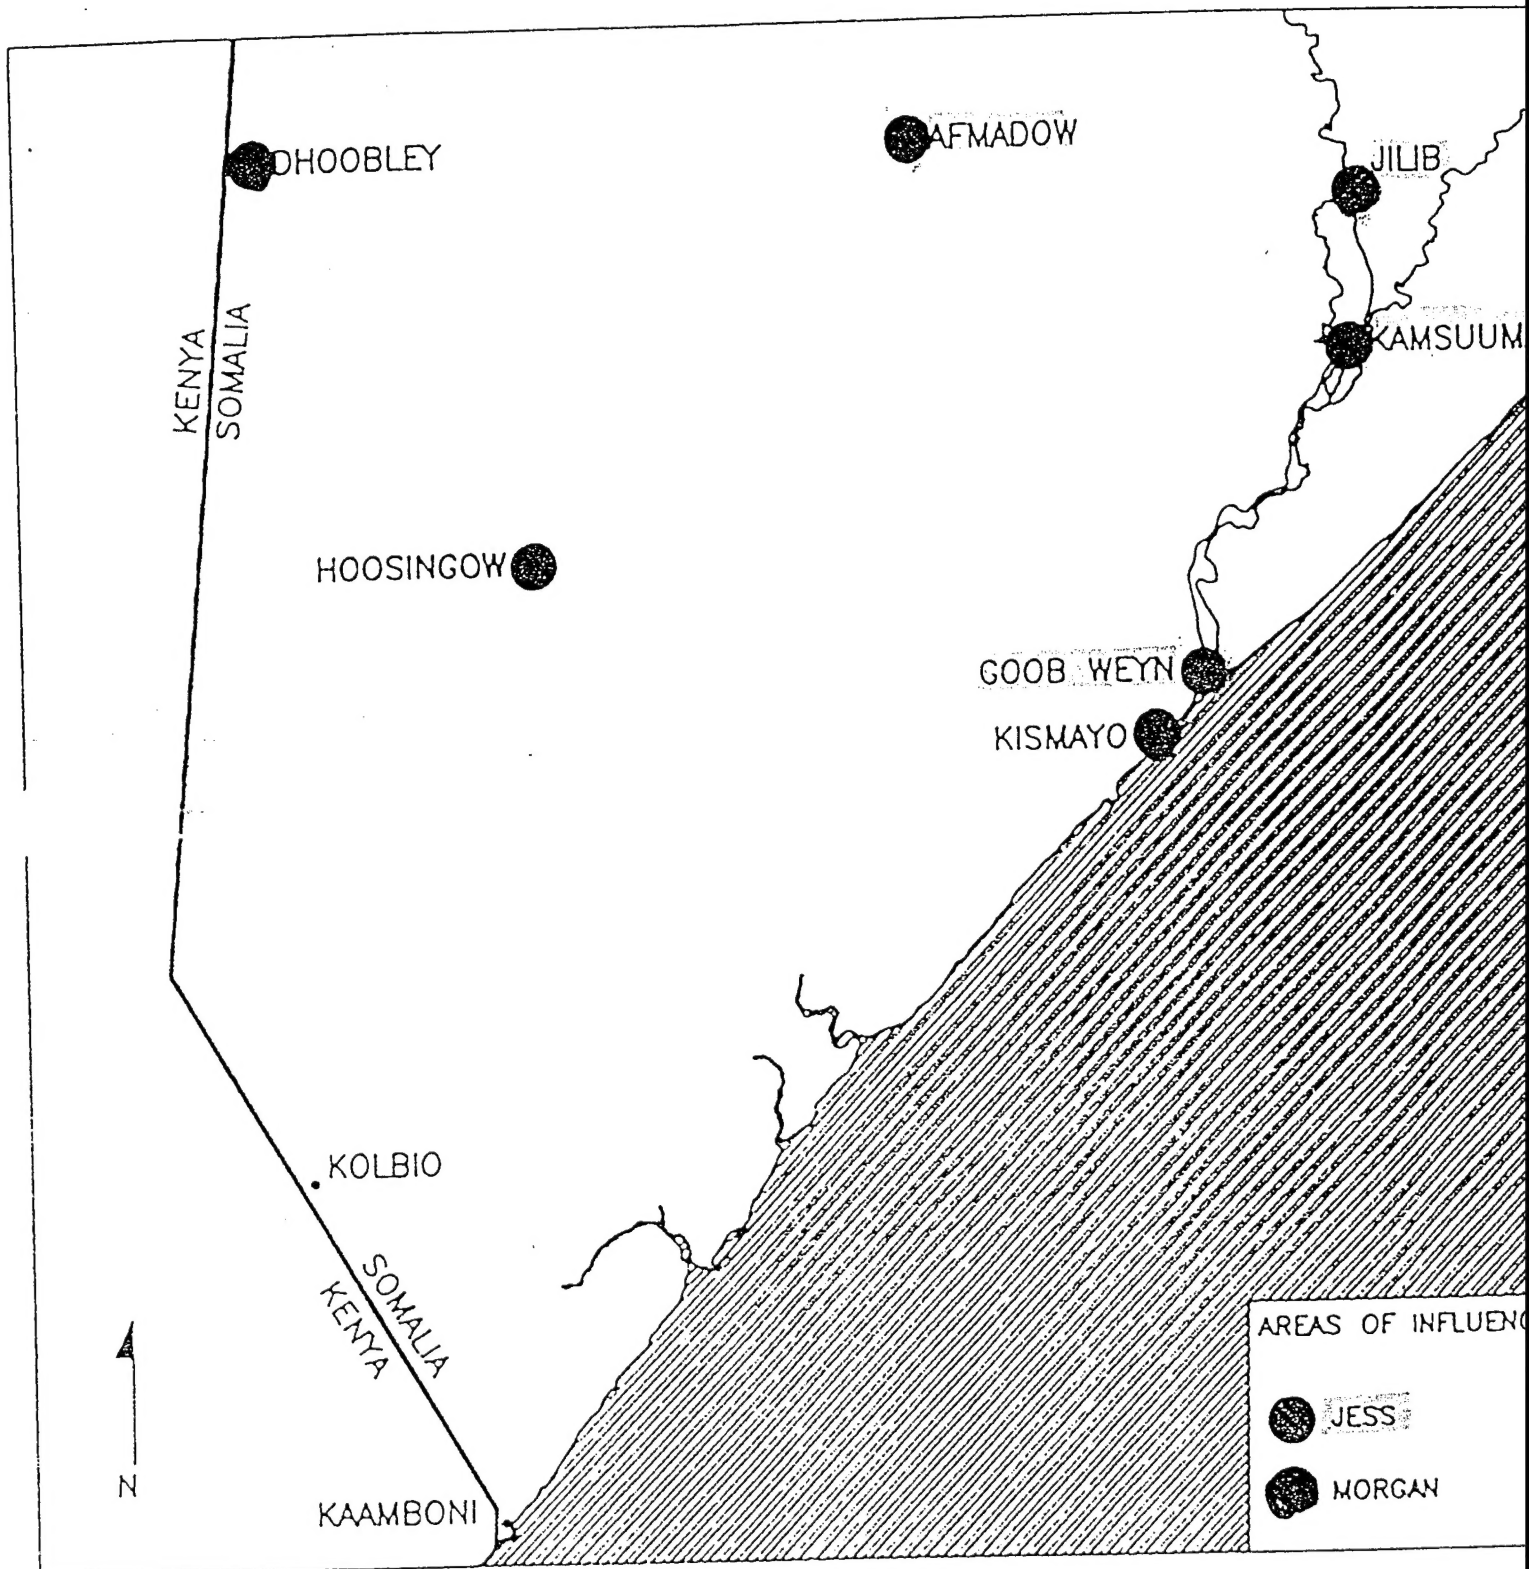 AFMADOW
DHOOBLEY
JILIB
KENYA
SOMALIA
KAMSUUM
HOOSINGOW
GOOB WEYN
KISMAYO
KOLBIO
SOMALIA
KENYA
AREAS OF INFLUENC
JESS
MORGAN
N
KAAMBONI